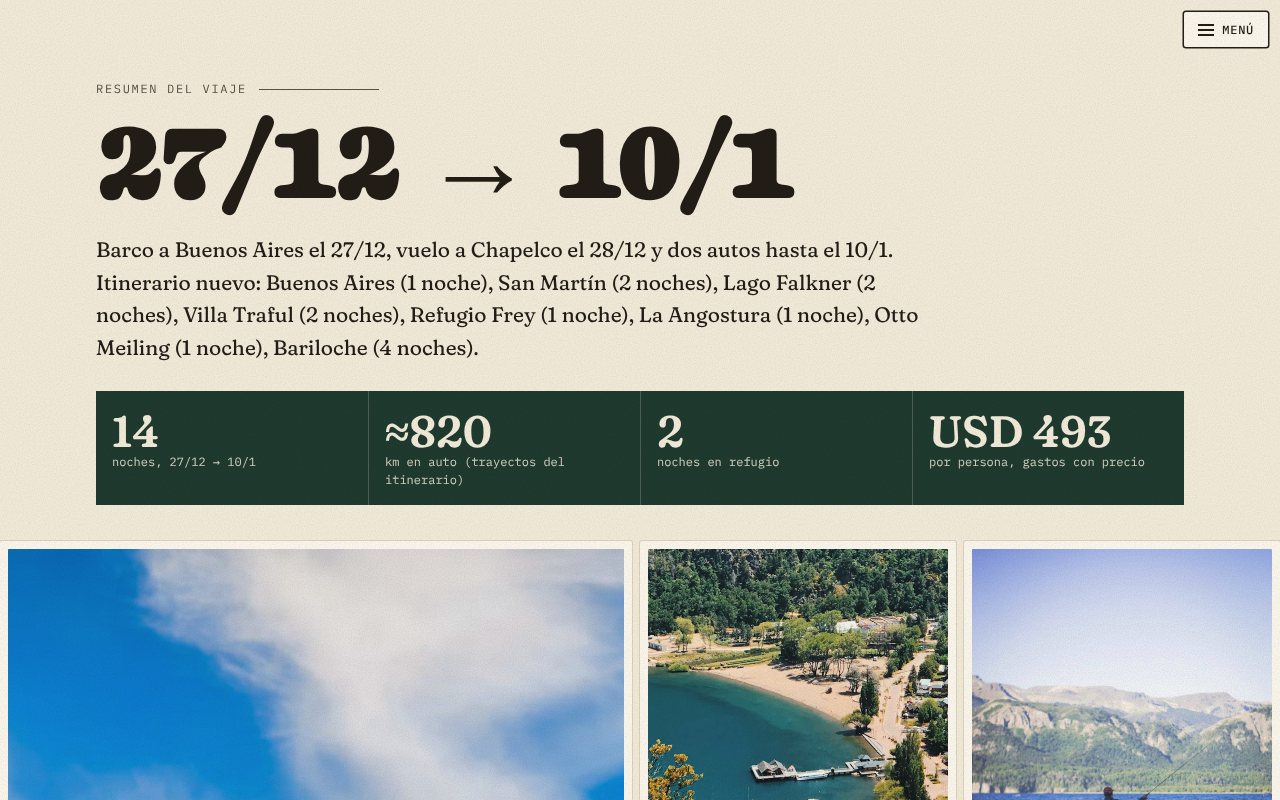 MENÚ
RESUMEN DEL VIAJE
27/12 → 10/1
Barco a Buenos Aires el 27/12, vuelo a Chapelco el 28/12 y dos autos hasta el 10/1.
Itinerario nuevo: Buenos Aires (1 noche), San Martín (2 noches), Lago Falkner (2
noches), Villa Traful (2 noches), Refugio Frey (1 noche), La Angostura (1 noche), Otto
Meiling (1 noche), Bariloche (4 noches).
14
noches, 27/12 → 10/1
≈820
km en auto (trayectos del
itinerario)
2
noches en refugio
USD 493
por persona, gastos con precio